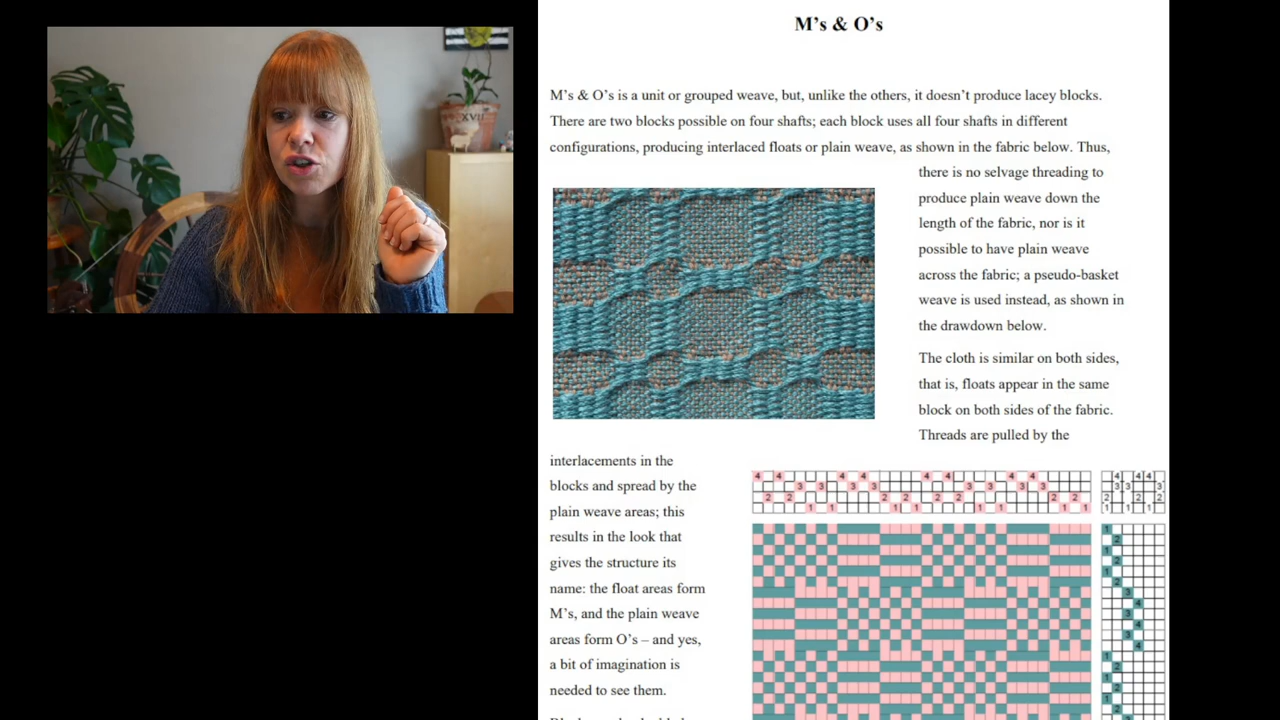 M's & O's
M's & O's is a unit or grouped weave, but, unlike the others, it doesn't produce lacey blocks.
There are two blocks possible on four shafts; each block uses all four shafts in different
configurations, producing interlaced floats or plain weave, as shown in the fabric below. Thus,
there is no selvage threading to
produce plain weave down the
length of the fabric, nor is it
possible to have plain weave
across the fabric; a pseudo-basket
weave is used instead, as shown in
the drawdown below.
The cloth is similar on both sides,
that is, floats appear in the same
block on both sides of the fabric.
Threads are pulled by the
interlacements in the
blocks and spread by the
plain weave areas; this
results in the look that
gives the structure its
name: the float areas form
M's, and the plain weave
areas form O's – and yes,
a bit of imagination is
needed to see them.
XVII